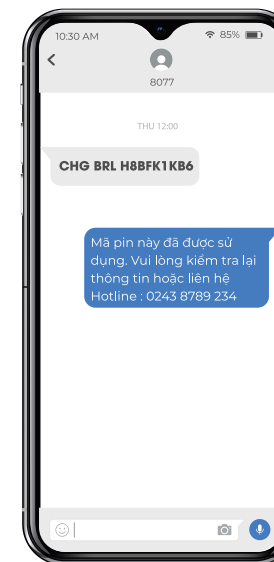 10:30 AM 85%
8077
THU 12:00
CHG BRL H8BFK1KB6
Mã pin này đã được sử
dụng. Vui lòng kiểm tra lại
thông tin hoặc liên hệ
Hotline : 0243 8789 234